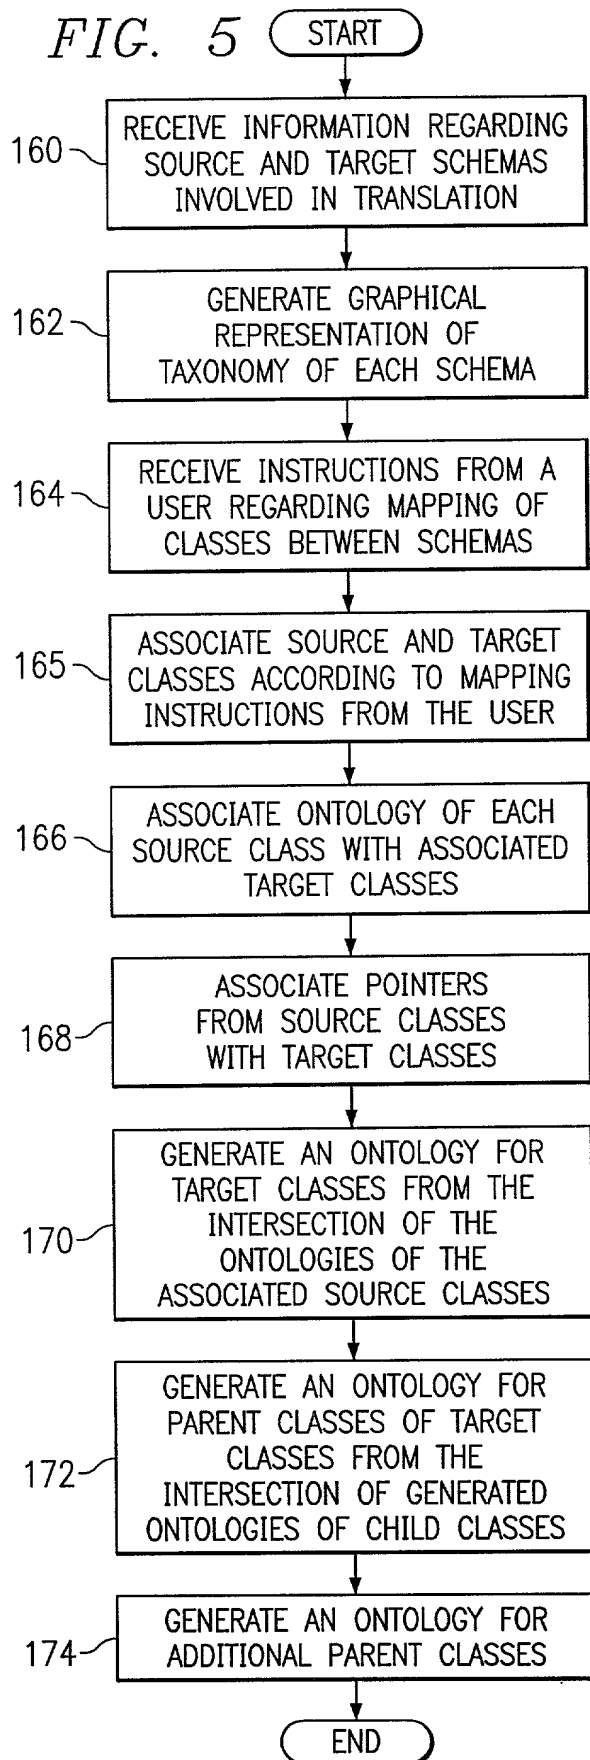 FIG. 5
START
160
RECEIVE INFORMATION REGARDING
SOURCE AND TARGET SCHEMAS
INVOLVED IN TRANSLATION
162
GENERATE GRAPHICAL
REPRESENTATION OF
TAXONOMY OF EACH SCHEMA
164
RECEIVE INSTRUCTIONS FROM A
USER REGARDING MAPPING OF
CLASSES BETWEEN SCHEMAS
165
ASSOCIATE SOURCE AND TARGET
CLASSES ACCORDING TO MAPPING
INSTRUCTIONS FROM THE USER
166
ASSOCIATE ONTOLOGY OF EACH
SOURCE CLASS WITH ASSOCIATED
TARGET CLASSES
168
ASSOCIATE POINTERS
FROM SOURCE CLASSES
WITH TARGET CLASSES
170
GENERATE AN ONTOLOGY FOR
TARGET CLASSES FROM THE
INTERSECTION OF THE
ONTOLOGIES OF THE
ASSOCIATED SOURCE CLASSES
172
GENERATE AN ONTOLOGY FOR
PARENT CLASSES OF TARGET
CLASSES FROM THE
INTERSECTION OF GENERATED
ONTOLOGIES OF CHILD CLASSES
174
GENERATE AN ONTOLOGY FOR
ADDITIONAL PARENT CLASSES
END